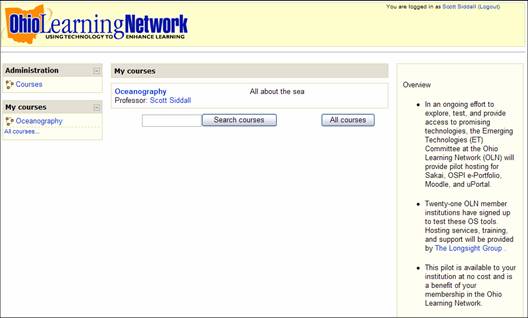 You are logged in as Scott Siddall (Logout)
OhioLearningNetwork
USING TECHNOLOGY TO ENHANCE LEARNING
Administration
Courses
My courses
Oceanography
All courses...
My courses
Oceanography All about the sea
Professor: Scott Siddall
Search courses All courses
Overview
In an ongoing effort to
explore, test, and provide
access to promising
technologies, the Emerging
Technologies (ET)
Committee at the Ohio
Learning Network (OLN) will
provide pilot hosting for
Sakai, OSPI e-Portfolio,
Moodle, and uPortal.
Twenty-one OLN member
institutions have signed up
to test these OS tools.
Hosting services, training,
and support will be provided
by The Longsight Group .
This pilot is available to your
institution at no cost and is
a benefit of your
membership in the Ohio
Learning Network.